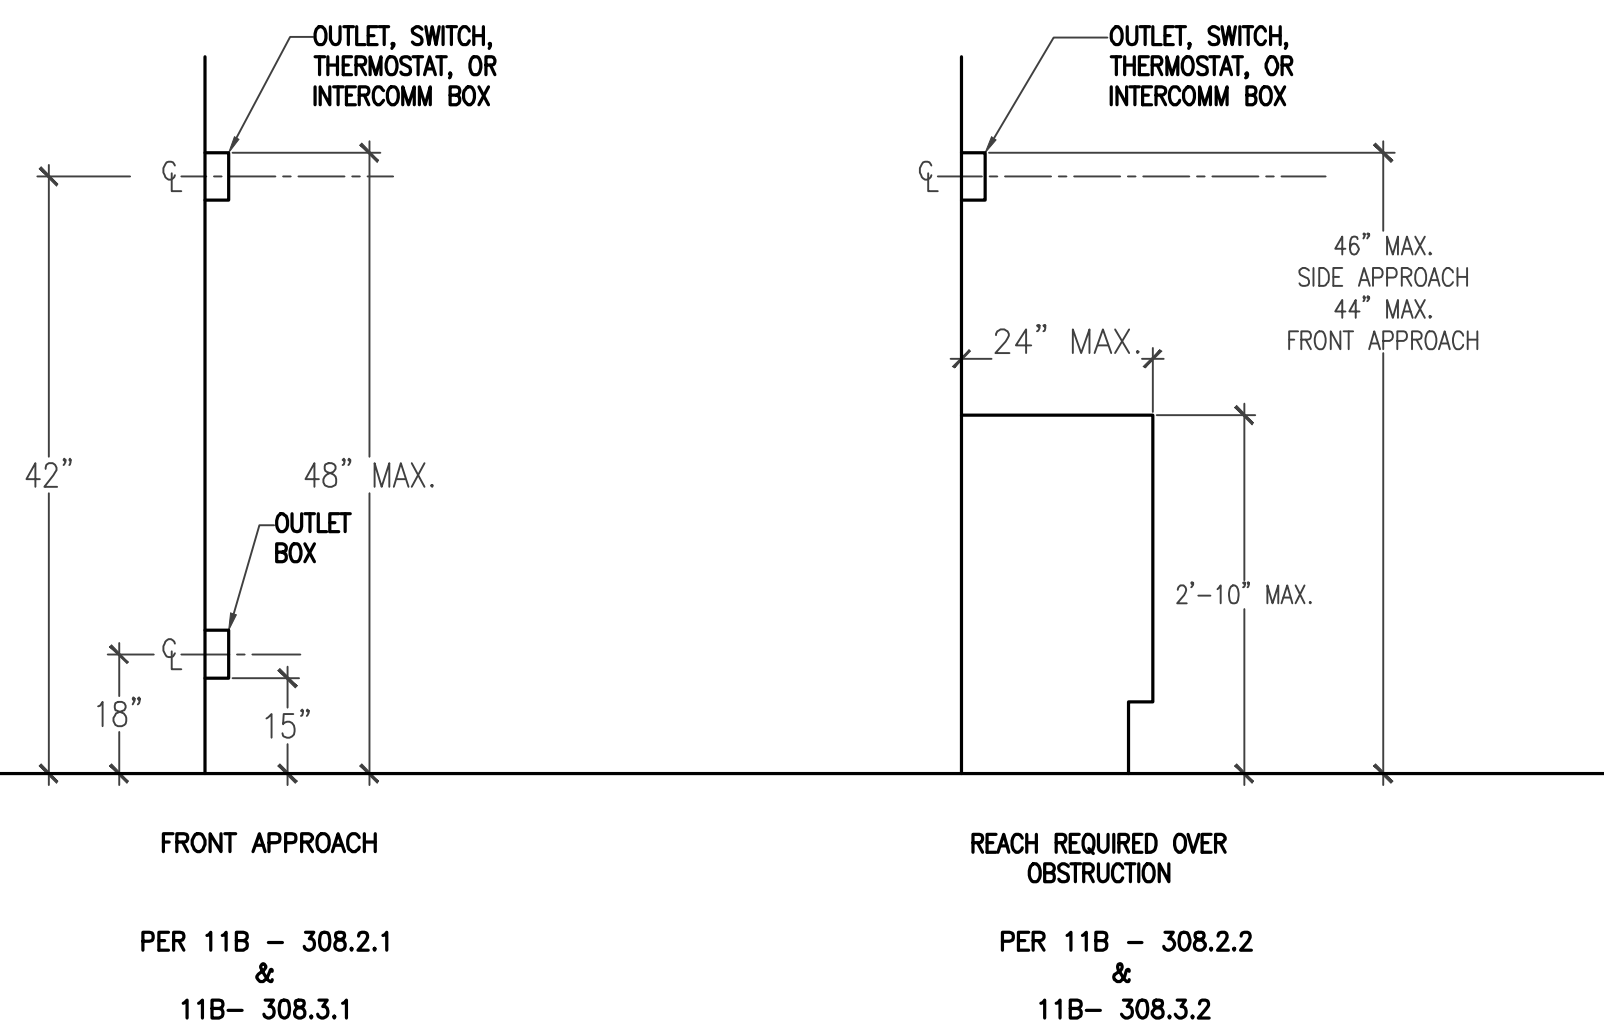 OUTLET, SWITCH,
THERMOSTAT, OR
INTERCOMM BOX
CL
42”
48” MAX.
OUTLET
BOX
CL
18”
15”
FRONT APPROACH
PER 11B - 308.2.1
&
11B- 308.3.1
OUTLET, SWITCH,
THERMOSTAT, OR
INTERCOMM BOX
CL
46” MAX.
SIDE APPROACH
44” MAX.
FRONT APPROACH
24” MAX.
2'-10” MAX.
REACH REQUIRED OVER
OBSTRUCTION
PER 11B - 308.2.2
&
11B- 308.3.2